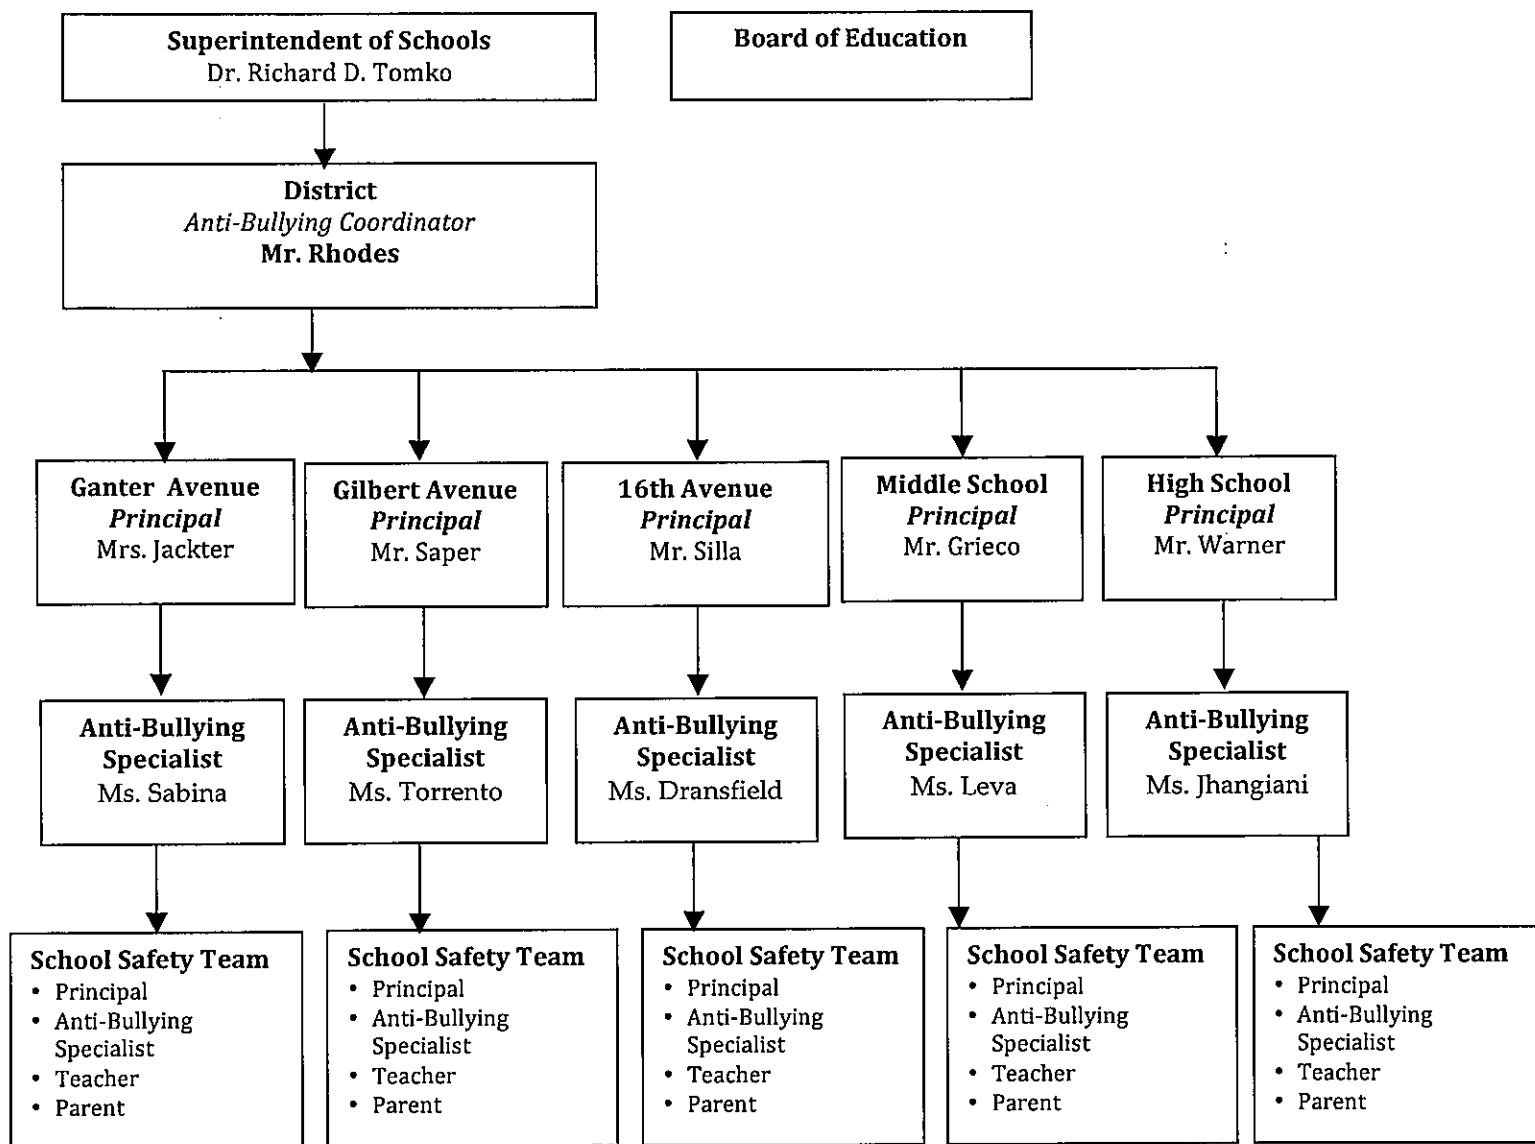 Superintendent of Schools
Dr. Richard D. Tomko
Board of Education
District
Anti-Bullying Coordinator
Mr. Rhodes
Ganter Avenue
Principal
Mrs. Jackter
Gilbert Avenue
Principal
Mr. Saper
16th Avenue
Principal
Mr. Silla
Middle School
Principal
Mr. Grieco
High School
Principal
Mr. Warner
Anti-Bullying
Specialist
Ms. Sabina
Anti-Bullying
Specialist
Ms. Torrento
Anti-Bullying
Specialist
Ms. Dransfield
Anti-Bullying
Specialist
Ms. Leva
Anti-Bullying
Specialist
Ms. Jhangiani
School Safety Team
• Principal
• Anti-Bullying
Specialist
• Teacher
• Parent
School Safety Team
• Principal
• Anti-Bullying
Specialist
• Teacher
• Parent
School Safety Team
• Principal
• Anti-Bullying
Specialist
• Teacher
• Parent
School Safety Team
• Principal
• Anti-Bullying
Specialist
• Teacher
• Parent
School Safety Team
• Principal
• Anti-Bullying
Specialist
• Teacher
• Parent